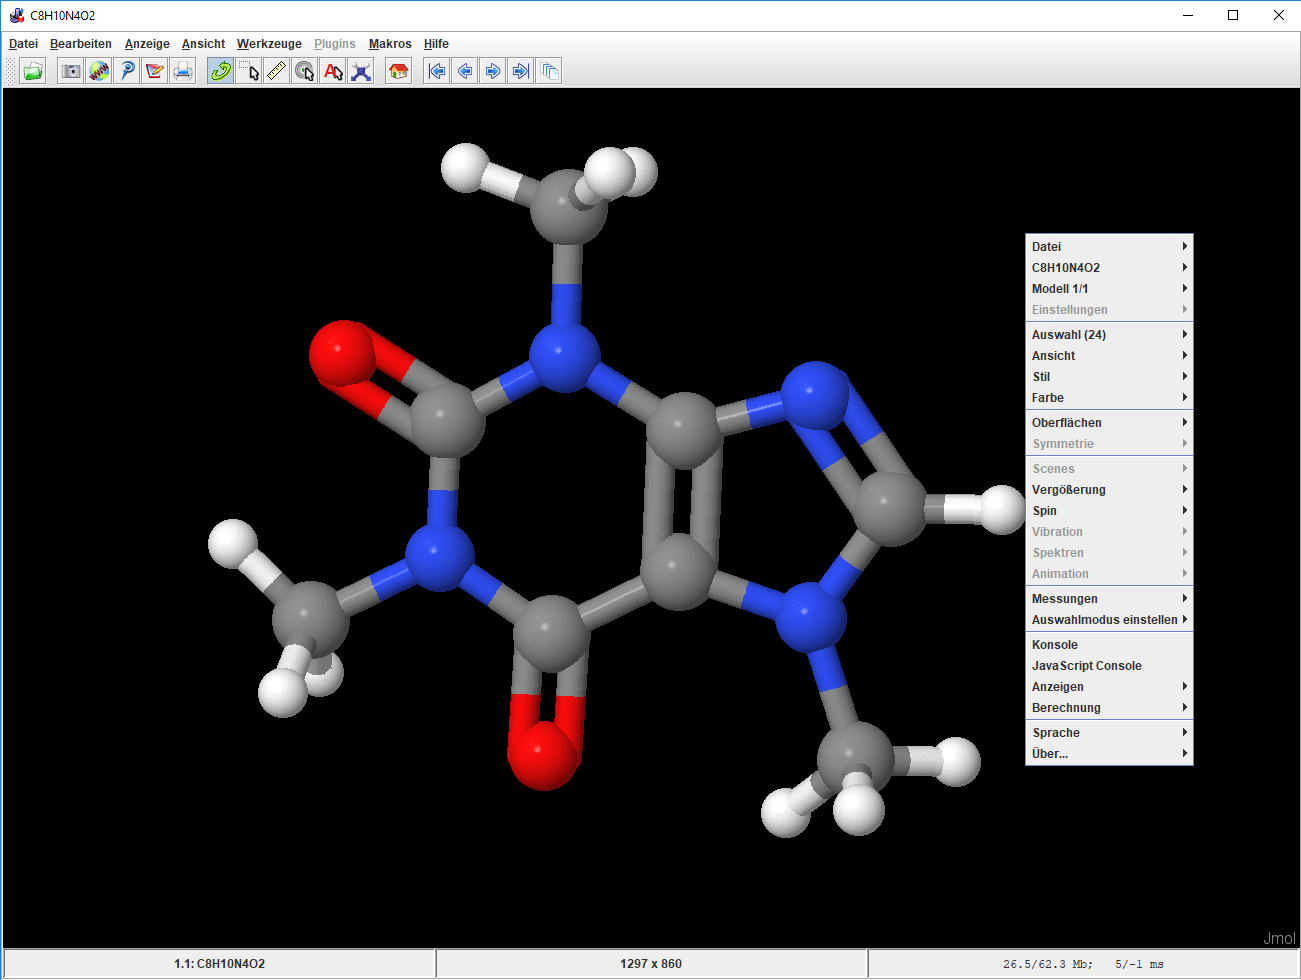 C8H10N4O2
Datei Bearbeiten Anzeige Ansicht Werkzeuge Plugins Makros Hilfe
Datei
C8H10N4O2
Modell 1/1
Einstellungen
Auswahl (24)
Ansicht
Stil
Farbe
Oberflächen
Symmetrie
Scenes
Vergößerung
Spin
Vibration
Spektren
Animation
Messungen
Auswahlmodus einstellen
Konsole
JavaScript Console
Anzeigen
Berechnung
Sprache
Über...
Jmol
1.1: C8H10N4O2 1297 x 860 26.5/62.3 Mb; 5/-1 ms